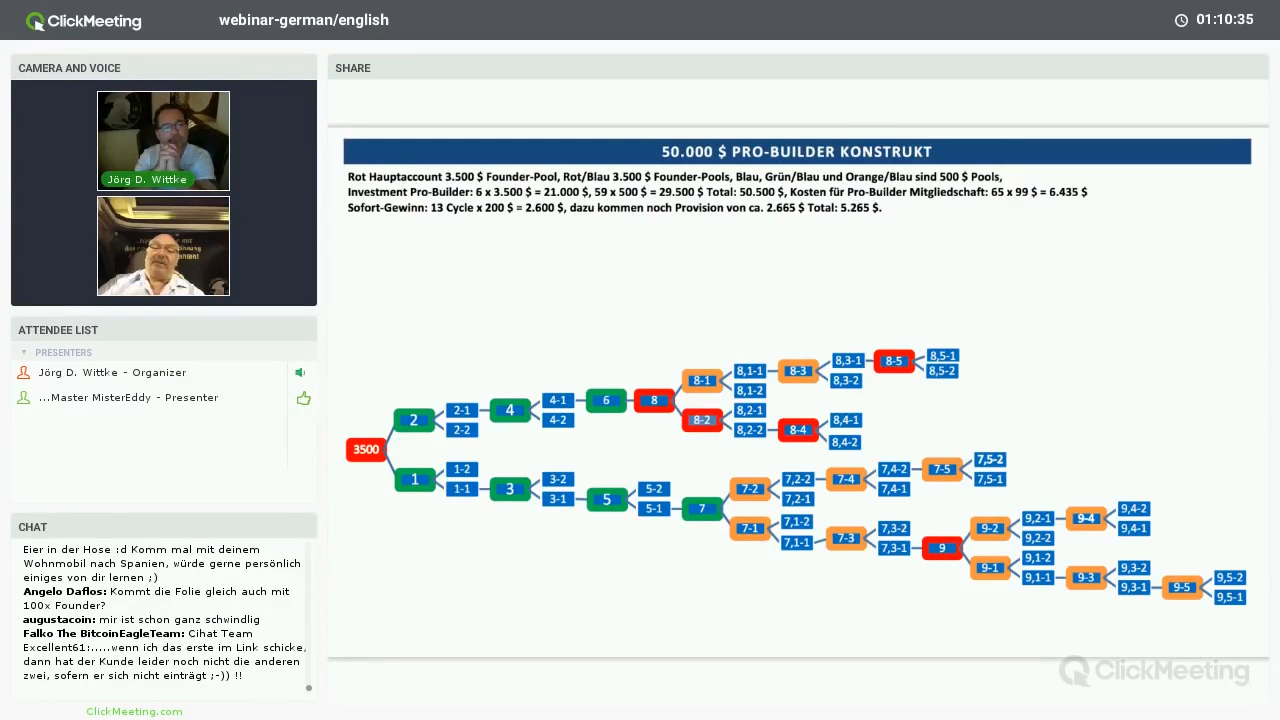 ClickMeeting
webinar-german/english
01:10:35
CAMERA AND VOICE
Jörg D. Wittke
ATTENDEE LIST
PRESENTERS
Jörg D. Wittke - Organizer
...Master MisterEddy - Presenter
CHAT
Eier in der Hose :d Komm mal mit deinem
Wohnmobil nach Spanien, würde gerne persönlich
einiges von dir lernen ;)
Angelo Daflos: Kommt die Folie gleich auch mit
100x Founder?
augustacoin: mir ist schon ganz schwindlig
Falko The BitcoinEagleTeam: Cihat Team
Excellent61:.....wenn ich das erste im Link schicke,
dann hat der Kunde leider noch nicht die anderen
zwei, sofern er sich nicht einträgt ;-)) !!
ClickMeeting.com
SHARE
50.000 $ PRO-BUILDER KONSTRUKT
Rot Hauptaccount 3.500 $ Founder-Pool, Rot/Blau 3.500 $ Founder-Pools, Blau, Grün/Blau und Orange/Blau sind 500 $ Pools,
Investment Pro-Builder: 6 x 3.500 $ = 21.000 $, 59 x 500 $ = 29.500 $ Total: 50.500 $, Kosten für Pro-Builder Mitgliedschaft: 65 x 99 $ = 6.435 $
Sofort-Gewinn: 13 Cycle x 200 $ = 2.600 $, dazu kommen noch Provision von ca. 2.665 $ Total: 5.265 $.
8,5-1
8,3-1 8-5
8,1-1 8-3 8,5-2
8-1 8,3-2
8,1-2
4-1 6 8
2-1 4 8,2-1
2 4-2 8-2 8,4-1
2-2 8,2-2 8-4
8,4-2
3500
7,5-2
1-2 7,4-2 7-5
1 3-2 7,2-2 7-4 7,5-1
1-1 3 5-2 7-2 7,4-1
3-1 5 7,2-1
5-1 7 9,2-1 9-4 9,4-2
7,1-2 7,3-2 9-2 9,4-1
7-1 7-3 9,2-2
7,1-1 7,3-1 9 9,1-2
9-1 9,3-2
9,1-1 9-3 9,5-2
9,3-1 9-5
9,5-1
ClickMeeting